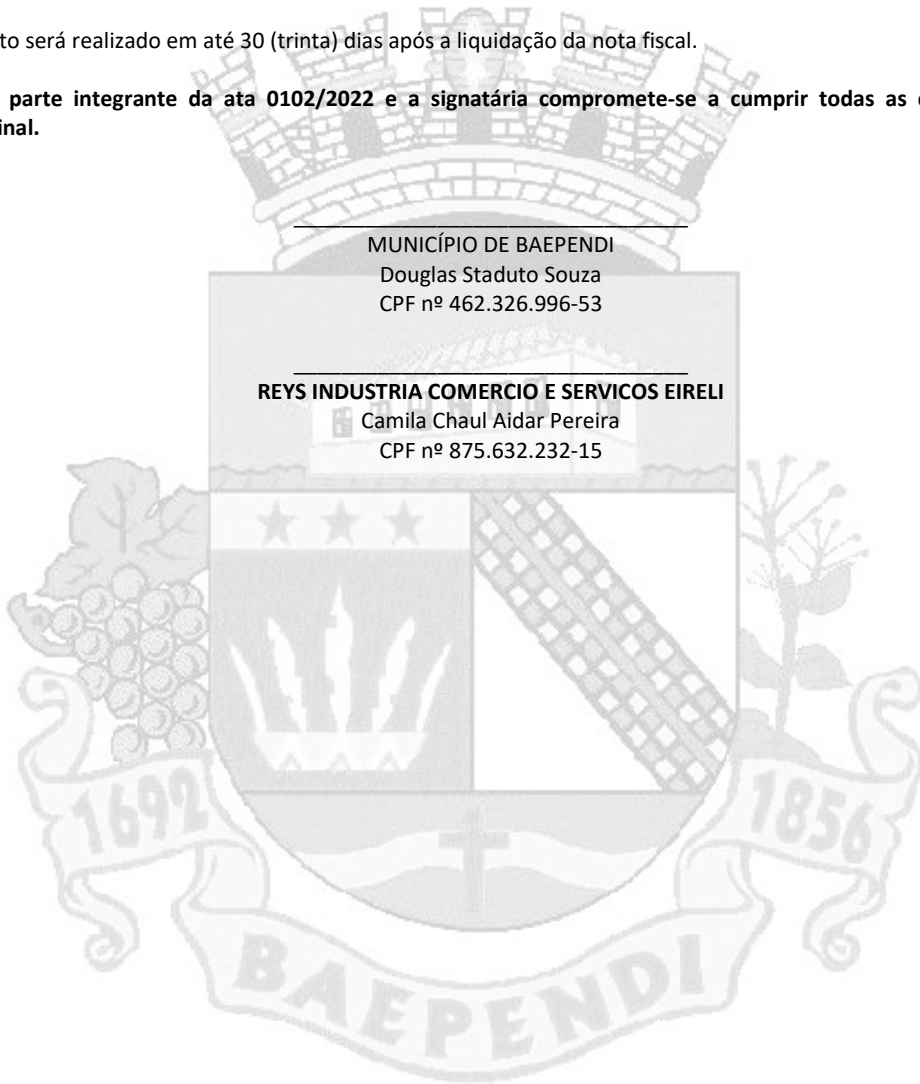 to será realizado em até 30 (trinta) dias após a liquidação da nota fiscal.
parte integrante da ata 0102/2022 e a signatária compromete-se a cumprir todas as
inal.
MUNICÍPIO DE BAEPENDI
Douglas Staduto Souza
CPF nº 462.326.996-53
REYS INDUSTRIA COMERCIO E SERVICOS EIRELI
Camila Chaul Aidar Pereira
CPF nº 875.632.232-15
1692
1856
BAEPENDI